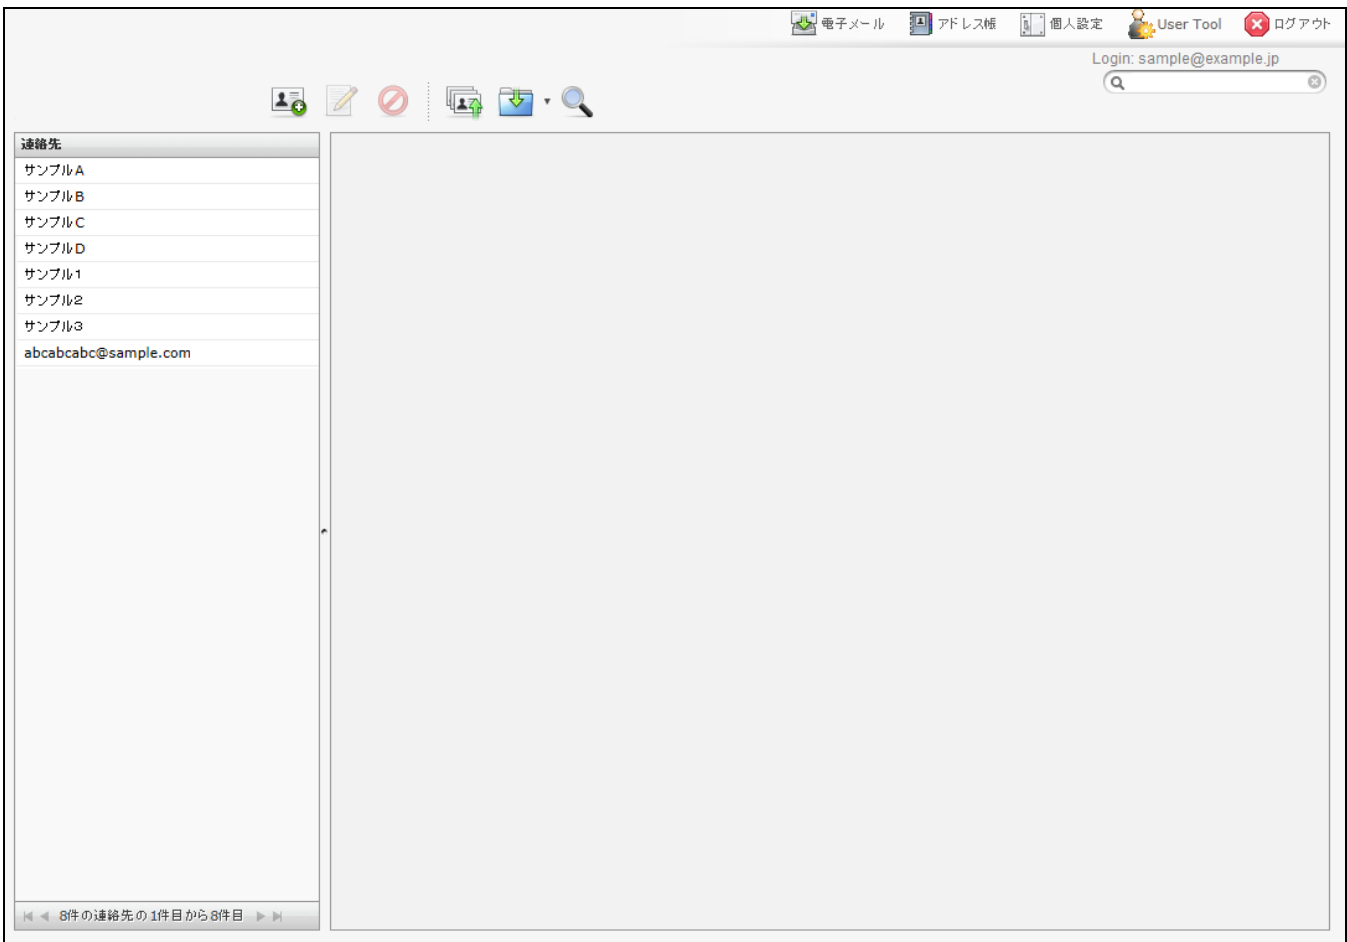 電子メール アドレス帳 個人設定 User Tool ログアウト
Login: sample@example.jp
連絡先
サンプルA
サンプルB
サンプルC
サンプルD
サンプル1
サンプル2
サンプル3
abcabcabc@sample.com
8件の連絡先の1件目から8件目